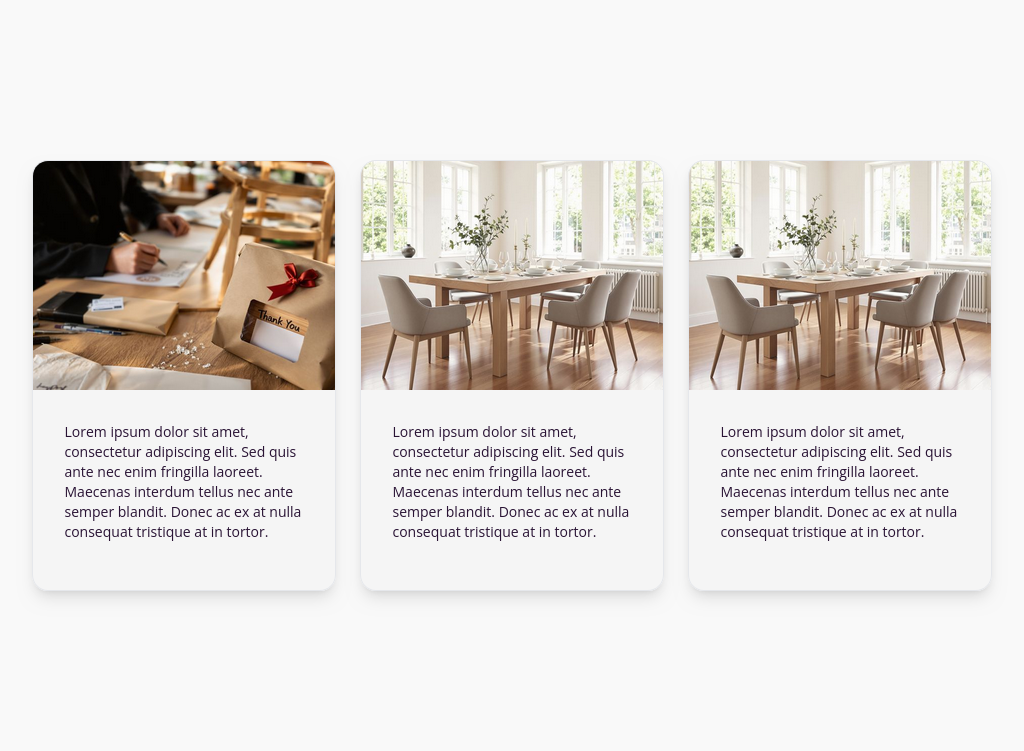 Thank You
Lorem ipsum dolor sit amet,
consectetur adipiscing elit. Sed quis
ante nec enim fringilla laoreet.
Maecenas interdum tellus nec ante
semper blandit. Donec ac ex at nulla
consequat tristique at in tortor.
Lorem ipsum dolor sit amet,
consectetur adipiscing elit. Sed quis
ante nec enim fringilla laoreet.
Maecenas interdum tellus nec ante
semper blandit. Donec ac ex at nulla
consequat tristique at in tortor.
Lorem ipsum dolor sit amet,
consectetur adipiscing elit. Sed quis
ante nec enim fringilla laoreet.
Maecenas interdum tellus nec ante
semper blandit. Donec ac ex at nulla
consequat tristique at in tortor.